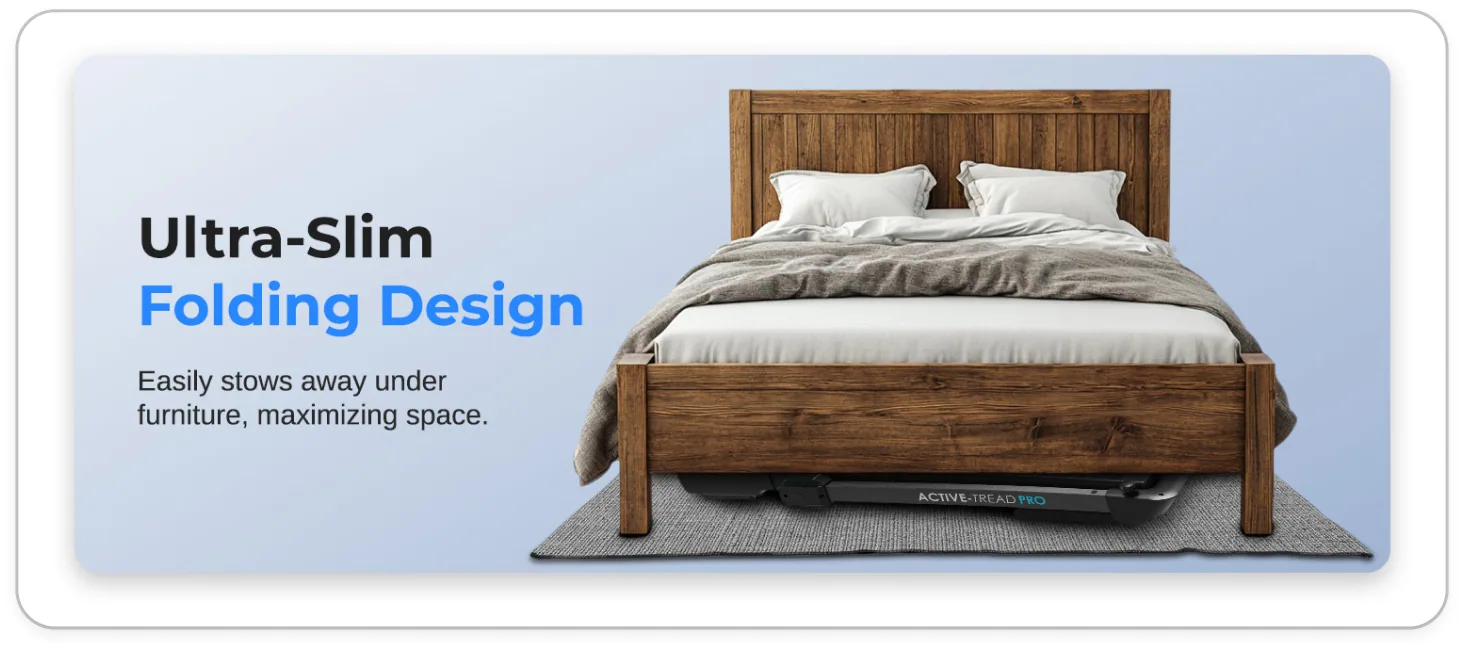 Ultra-Slim
Folding Design
Easily stows away under
furniture, maximizing space.
ACTIVE-TREAD PRO